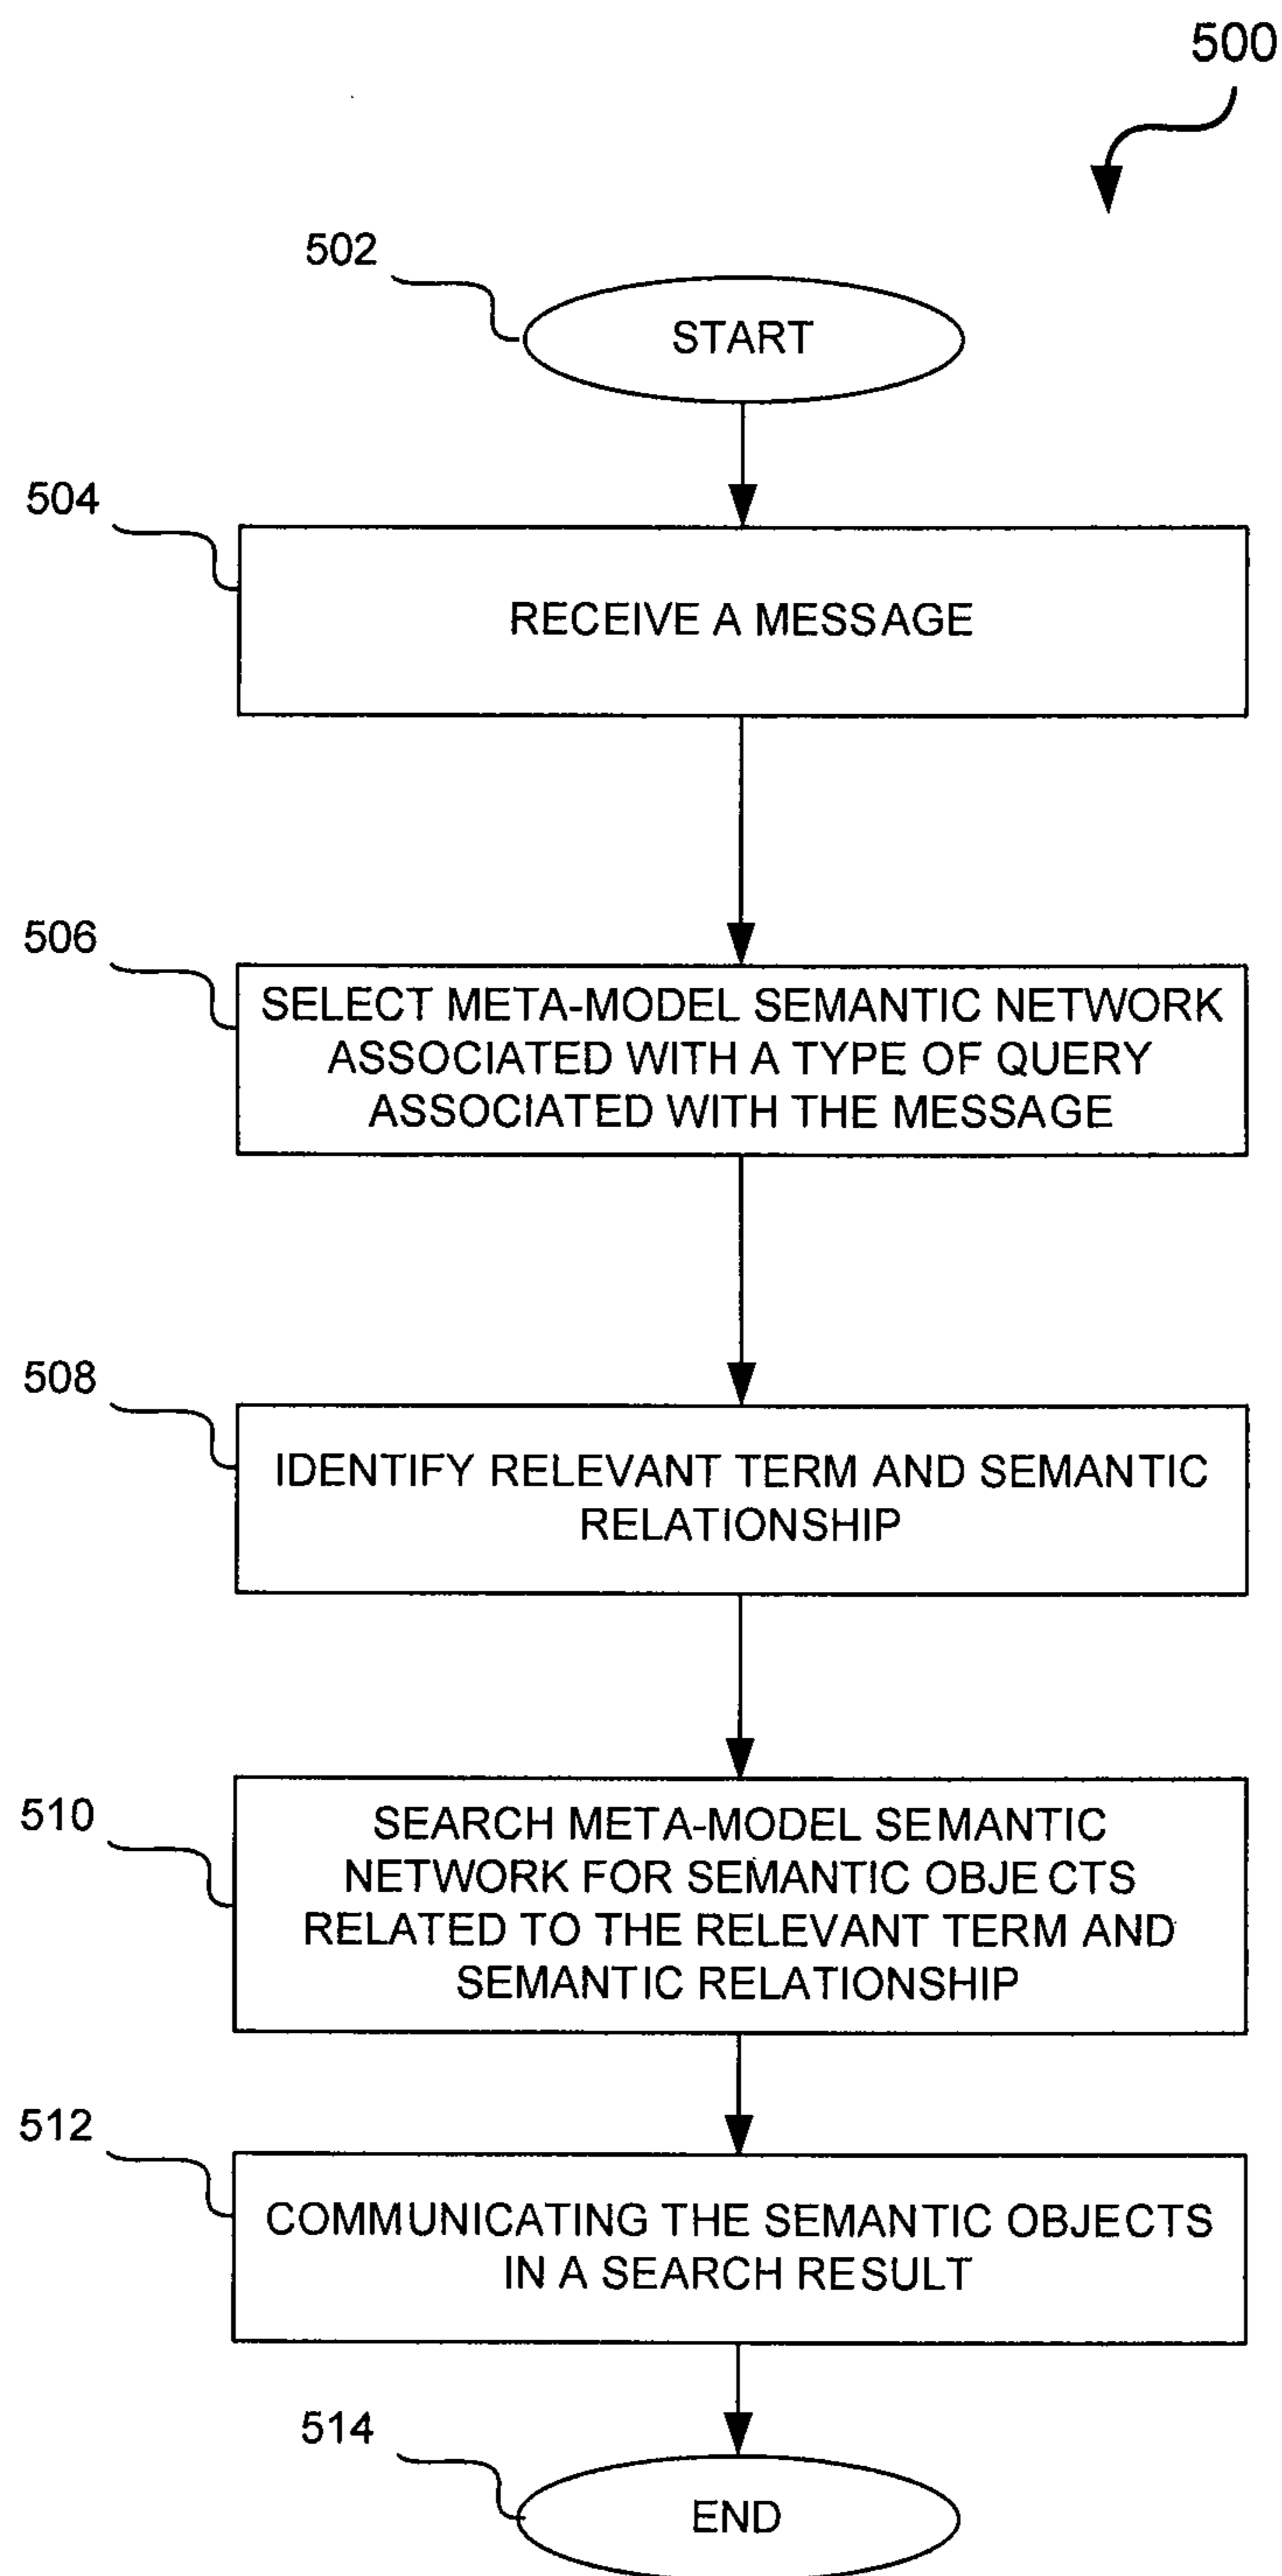 500
502
START
504
RECEIVE A MESSAGE
506
SELECT META-MODEL SEMANTIC NETWORK
ASSOCIATED WITH A TYPE OF QUERY
ASSOCIATED WITH THE MESSAGE
508
IDENTIFY RELEVANT TERM AND SEMANTIC
RELATIONSHIP
510
SEARCH META-MODEL SEMANTIC
NETWORK FOR SEMANTIC OBJECTS
RELATED TO THE RELEVANT TERM AND
SEMANTIC RELATIONSHIP
512
COMMUNICATING THE SEMANTIC OBJECTS
IN A SEARCH RESULT
514
END